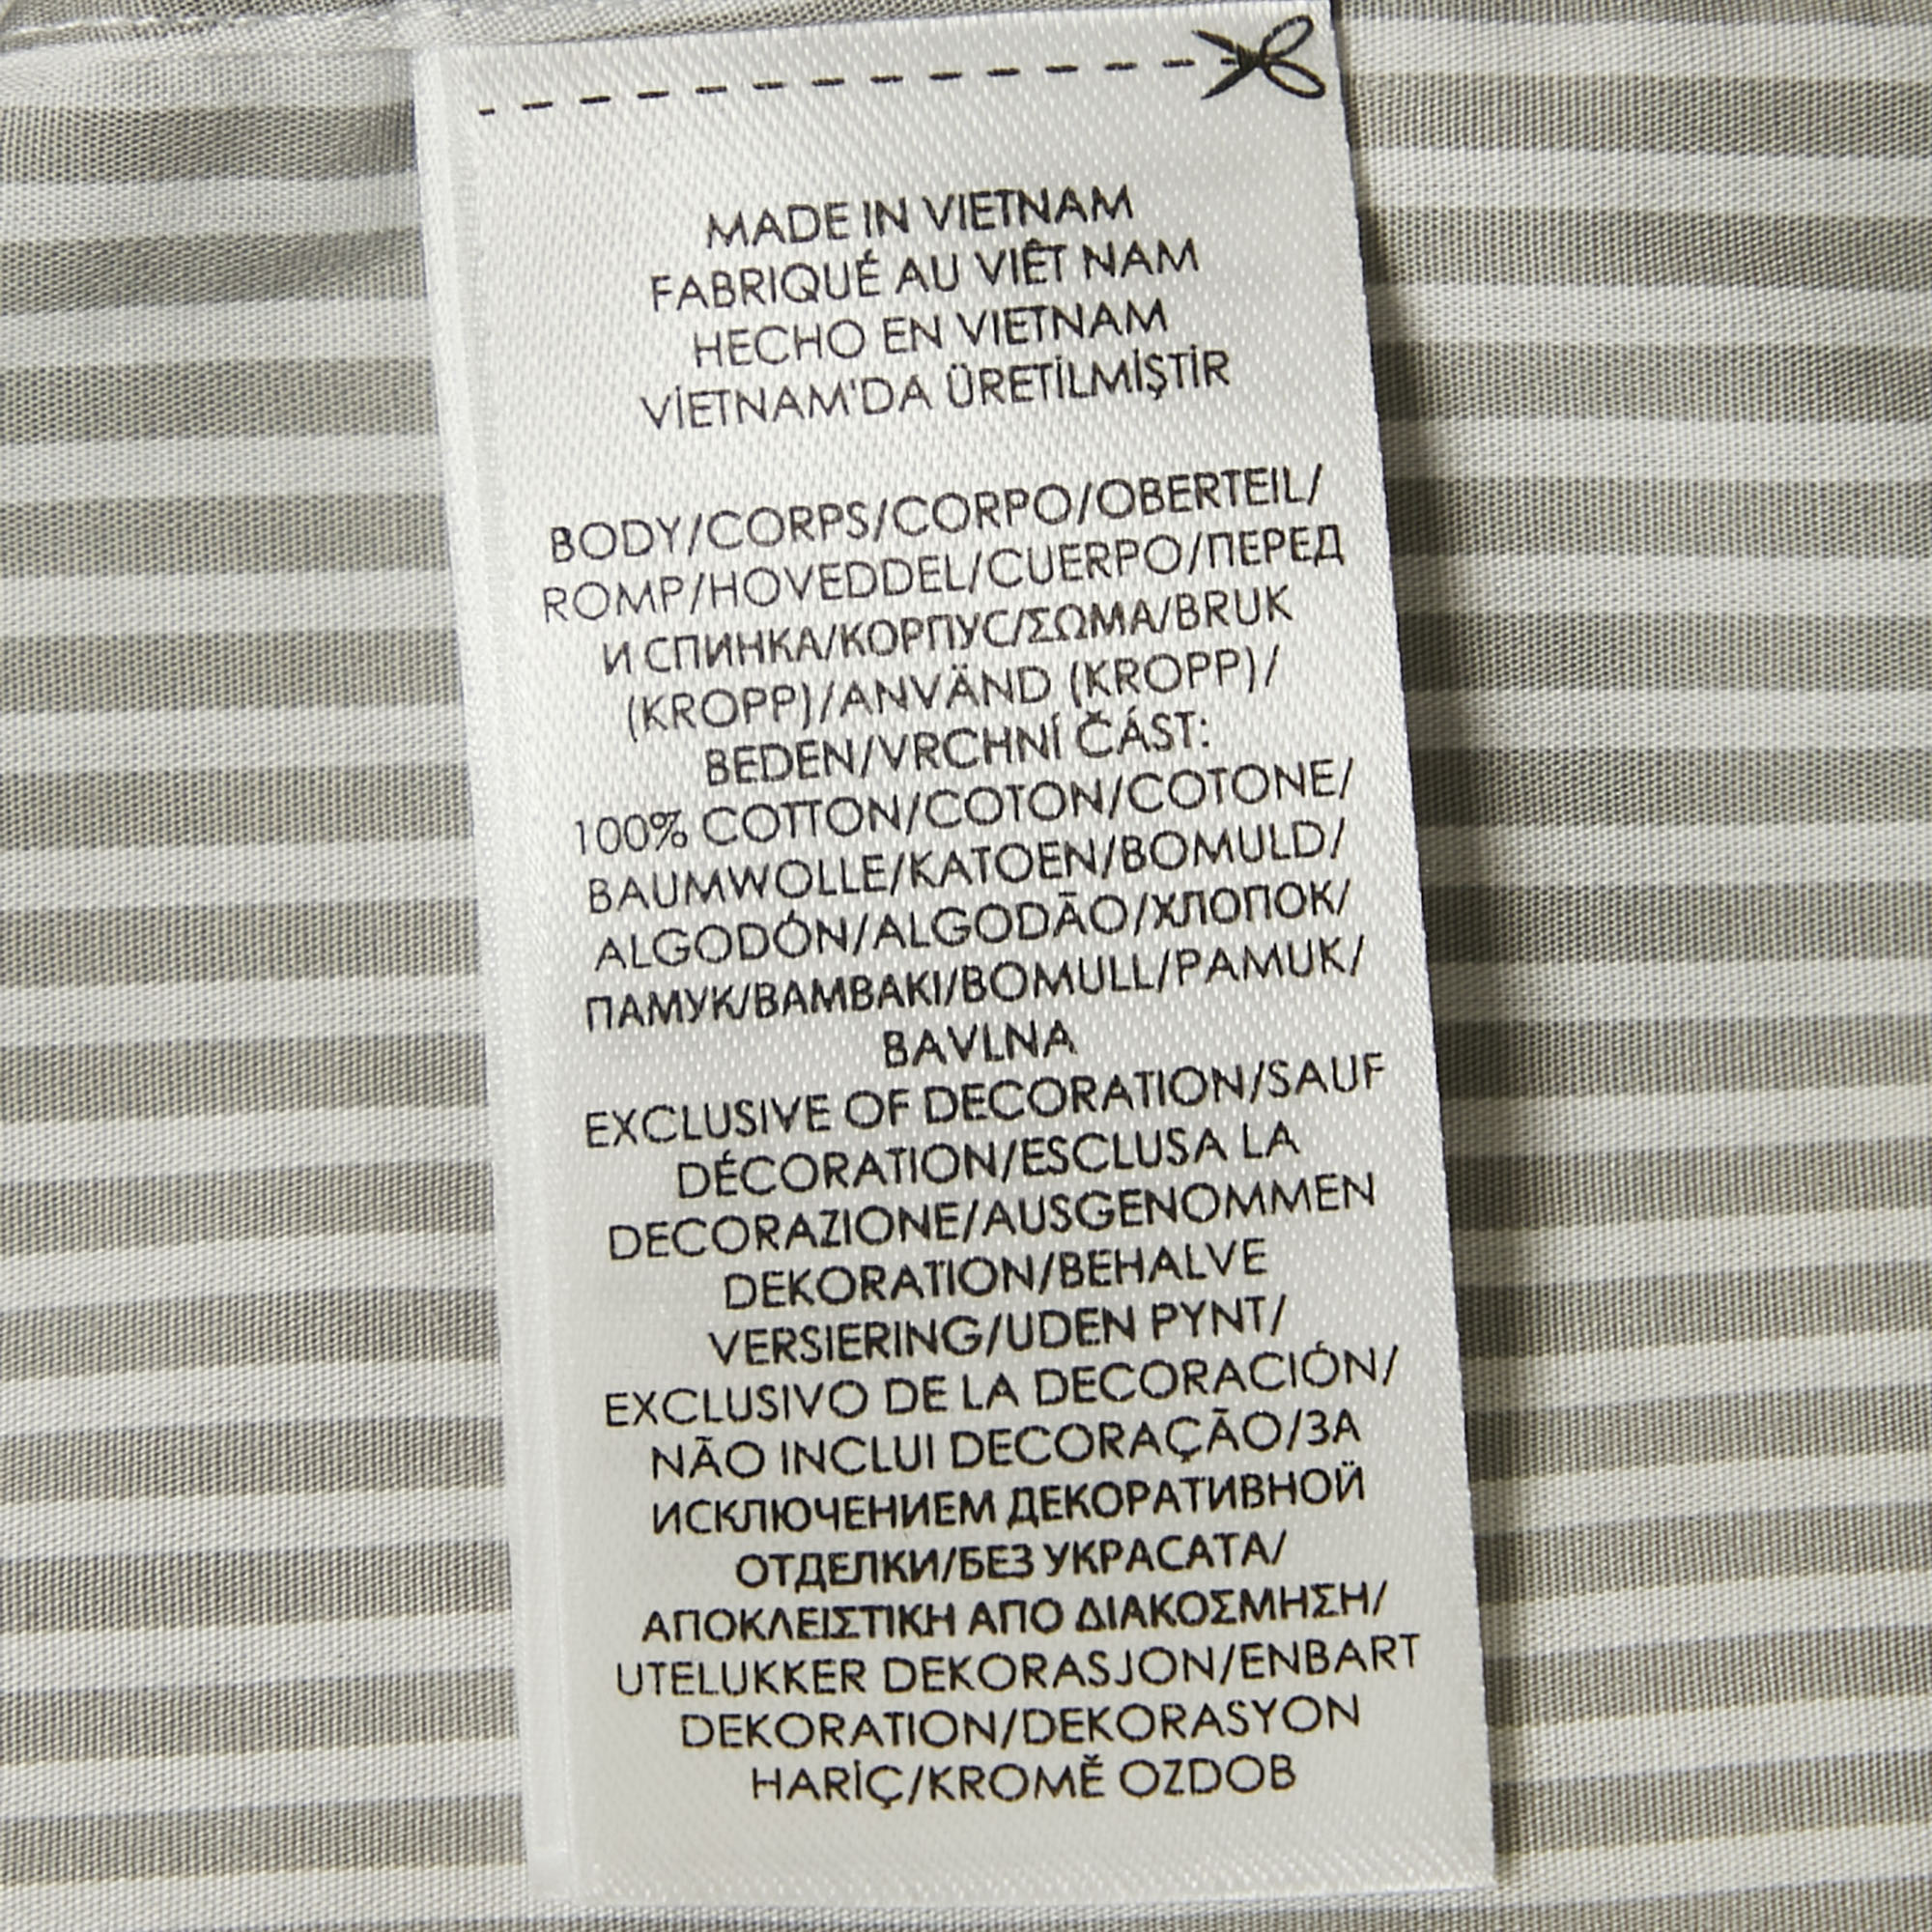 MADE IN VIETNAM
FABRIQUÉ AU VIÊT NAM
HECHO EN VIETNAM
VİETNAM'DA ÜRETİLMİŞTİR
BODY/CORPS/CORPO/OBERTEIL/
ROMP/HOVEDDEL/CUERPO/ПЕРЕД
И СПИНКА/КОРПУС/ΣΩΜΑ/BRUK
(KROPP)/ANVÄND (KROPP)/
BEDEN/VRCHNÍ ČÁST:
100% COTTON/COTON/COTONE/
BAUMWOLLE/KATOEN/BOMULD/
ALGODÓN/ALGODÃO/ХЛОПОК/
ПАМУК/ΒΑΜΒΑΚΙ/BOMULL/PAMUK/
BAVLNA
EXCLUSIVE OF DECORATION/SAUF
DÉCORATION/ESCLUSA LA
DECORAZIONE/AUSGENOMMEN
DEKORATION/BEHALVE
VERSIERING/UDEN PYNT/
EXCLUSIVO DE LA DECORACIÓN/
NÃO INCLUI DECORAÇÃO/ЗА
ИСКЛЮЧЕНИЕМ ДЕКОРАТИВНОЙ
ОТДЕЛКИ/БЕЗ УКРАСАТА/
ΑΠΟΚΛΕΙΣΤΙΚΗ ΑΠΟ ΔΙΑΚΟΣΜΗΣΗ/
UTELUKKER DEKORASJON/ENBART
DEKORATION/DEKORASYON
HARİÇ/KROMĚ OZDOB